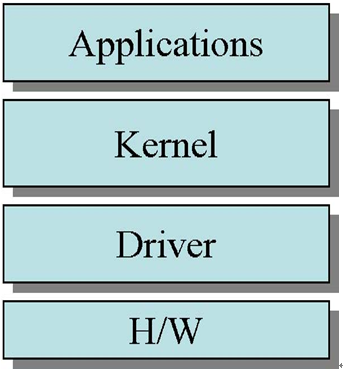 Applications
Kernel
Driver
H/W